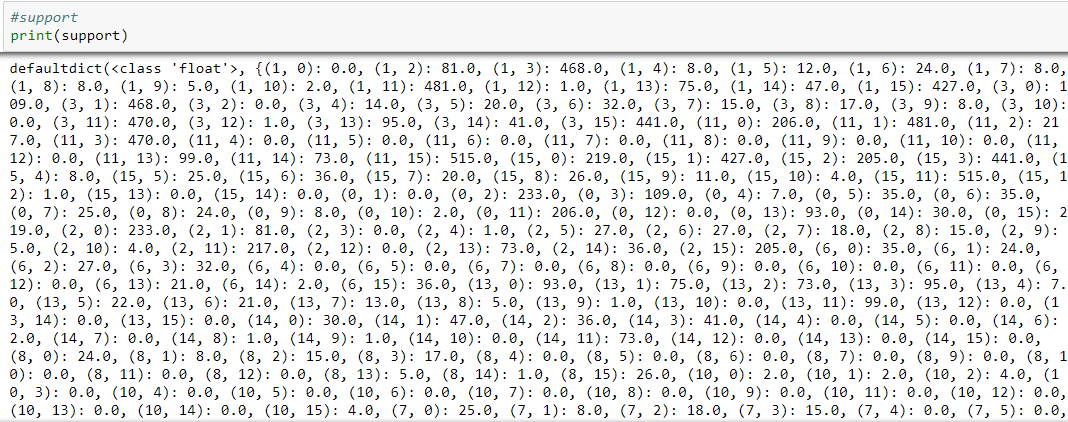 #support
print(support)
defaultdict(<class 'float'>, {(1, 0): 0.0, (1, 2): 81.0, (1, 3): 468.0, (1, 4): 8.0, (1, 5): 12.0, (1, 6): 24.0, (1, 7): 8.0,
(1, 8): 8.0, (1, 9): 5.0, (1, 10): 2.0, (1, 11): 481.0, (1, 12): 1.0, (1, 13): 75.0, (1, 14): 47.0, (1, 15): 427.0, (3, 0): 1
09.0, (3, 1): 468.0, (3, 2): 0.0, (3, 4): 14.0, (3, 5): 20.0, (3, 6): 32.0, (3, 7): 15.0, (3, 8): 17.0, (3, 9): 8.0, (3, 10):
0.0, (3, 11): 470.0, (3, 12): 1.0, (3, 13): 95.0, (3, 14): 41.0, (3, 15): 441.0, (11, 0): 206.0, (11, 1): 481.0, (11, 2): 21
7.0, (11, 3): 470.0, (11, 4): 0.0, (11, 5): 0.0, (11, 6): 0.0, (11, 7): 0.0, (11, 8): 0.0, (11, 9): 0.0, (11, 10): 0.0, (11,
12): 0.0, (11, 13): 99.0, (11, 14): 73.0, (11, 15): 515.0, (15, 0): 219.0, (15, 1): 427.0, (15, 2): 205.0, (15, 3): 441.0, (1
5, 4): 8.0, (15, 5): 25.0, (15, 6): 36.0, (15, 7): 20.0, (15, 8): 26.0, (15, 9): 11.0, (15, 10): 4.0, (15, 11): 515.0, (15, 1
2): 1.0, (15, 13): 0.0, (15, 14): 0.0, (0, 1): 0.0, (0, 2): 233.0, (0, 3): 109.0, (0, 4): 7.0, (0, 5): 35.0, (0, 6): 35.0,
(0, 7): 25.0, (0, 8): 24.0, (0, 9): 8.0, (0, 10): 2.0, (0, 11): 206.0, (0, 12): 0.0, (0, 13): 93.0, (0, 14): 30.0, (0, 15): 2
19.0, (2, 0): 233.0, (2, 1): 81.0, (2, 3): 0.0, (2, 4): 1.0, (2, 5): 27.0, (2, 6): 27.0, (2, 7): 18.0, (2, 8): 15.0, (2, 9):
5.0, (2, 10): 4.0, (2, 11): 217.0, (2, 12): 0.0, (2, 13): 73.0, (2, 14): 36.0, (2, 15): 205.0, (6, 0): 35.0, (6, 1): 24.0,
(6, 2): 27.0, (6, 3): 32.0, (6, 4): 0.0, (6, 5): 0.0, (6, 7): 0.0, (6, 8): 0.0, (6, 9): 0.0, (6, 10): 0.0, (6, 11): 0.0, (6,
12): 0.0, (6, 13): 21.0, (6, 14): 2.0, (6, 15): 36.0, (13, 0): 93.0, (13, 1): 75.0, (13, 2): 73.0, (13, 3): 95.0, (13, 4): 7.
0, (13, 5): 22.0, (13, 6): 21.0, (13, 7): 13.0, (13, 8): 5.0, (13, 9): 1.0, (13, 10): 0.0, (13, 11): 99.0, (13, 12): 0.0, (1
3, 14): 0.0, (13, 15): 0.0, (14, 0): 30.0, (14, 1): 47.0, (14, 2): 36.0, (14, 3): 41.0, (14, 4): 0.0, (14, 5): 0.0, (14, 6):
2.0, (14, 7): 0.0, (14, 8): 1.0, (14, 9): 1.0, (14, 10): 0.0, (14, 11): 73.0, (14, 12): 0.0, (14, 13): 0.0, (14, 15): 0.0,
(8, 0): 24.0, (8, 1): 8.0, (8, 2): 15.0, (8, 3): 17.0, (8, 4): 0.0, (8, 5): 0.0, (8, 6): 0.0, (8, 7): 0.0, (8, 9): 0.0, (8, 1
0): 0.0, (8, 11): 0.0, (8, 12): 0.0, (8, 13): 5.0, (8, 14): 1.0, (8, 15): 26.0, (10, 0): 2.0, (10, 1): 2.0, (10, 2): 4.0, (1
0, 3): 0.0, (10, 4): 0.0, (10, 5): 0.0, (10, 6): 0.0, (10, 7): 0.0, (10, 8): 0.0, (10, 9): 0.0, (10, 11): 0.0, (10, 12): 0.0,
(10, 13): 0.0, (10, 14): 0.0, (10, 15): 4.0, (7, 0): 25.0, (7, 1): 8.0, (7, 2): 18.0, (7, 3): 15.0, (7, 4): 0.0, (7, 5): 0.0,